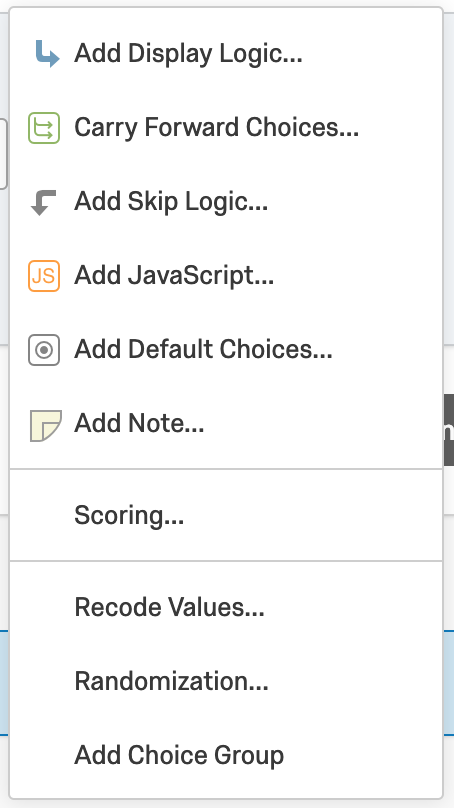 Add Display Logic...
Carry Forward Choices...
Add Skip Logic...
JS Add JavaScript...
Add Default Choices...
Add Note...
Scoring...
Recode Values...
Randomization...
Add Choice Group